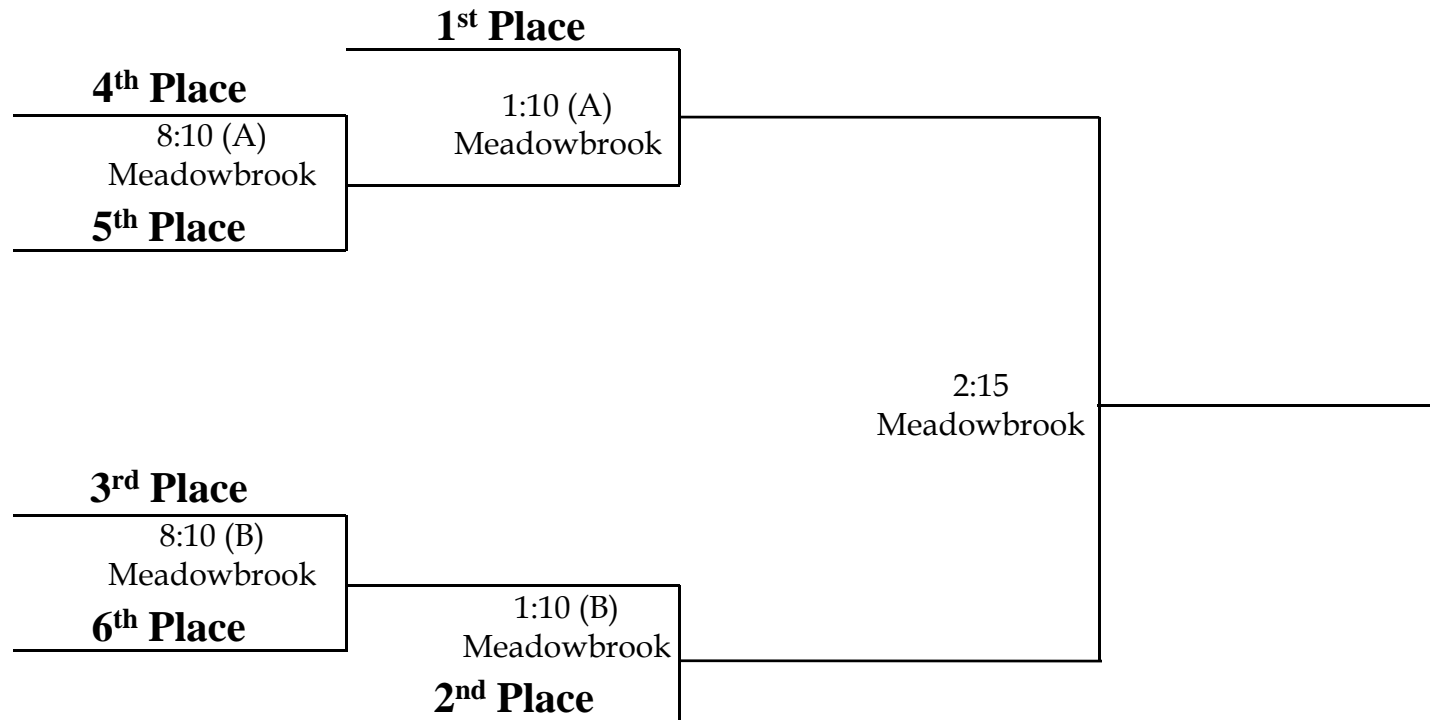 1st Place
4th Place
8:10 (A)
Meadowbrook
1:10 (A)
Meadowbrook
5th Place
2:15
Meadowbrook
3rd Place
8:10 (B)
Meadowbrook
6th Place
1:10 (B)
Meadowbrook
2nd Place